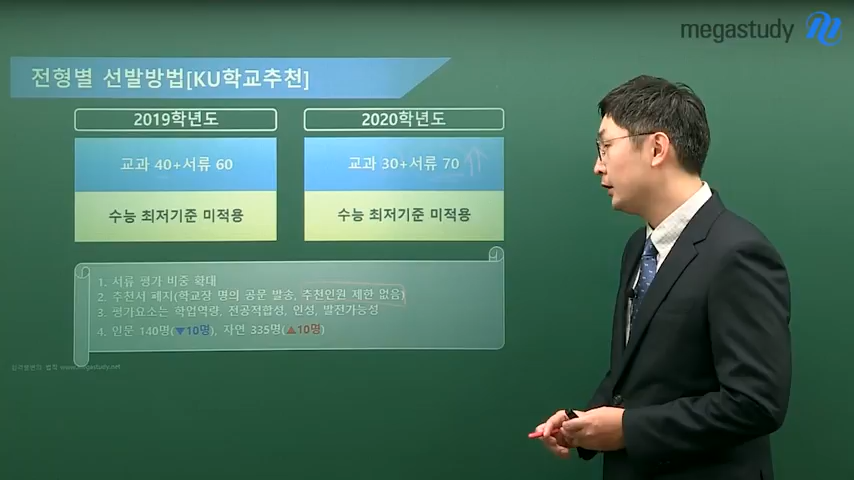 megastudy
전형별 선발방법[KU학교추천]
2019학년도
2020학년도
교과 40+서류 60
교과 30+서류 70
수능 최저기준 미적용
수능 최저기준 미적용
1. 서류 평가 비중 확대
2. 추천서 폐지(학교장 명의 공문 발송, 추천인원 제한 없음)
3. 평가요소는 학업역량, 전공적합성, 인성, 발전가능성
4. 인문 140명(▼10명), 자연 335명(▲10명)
www.megastudy.net